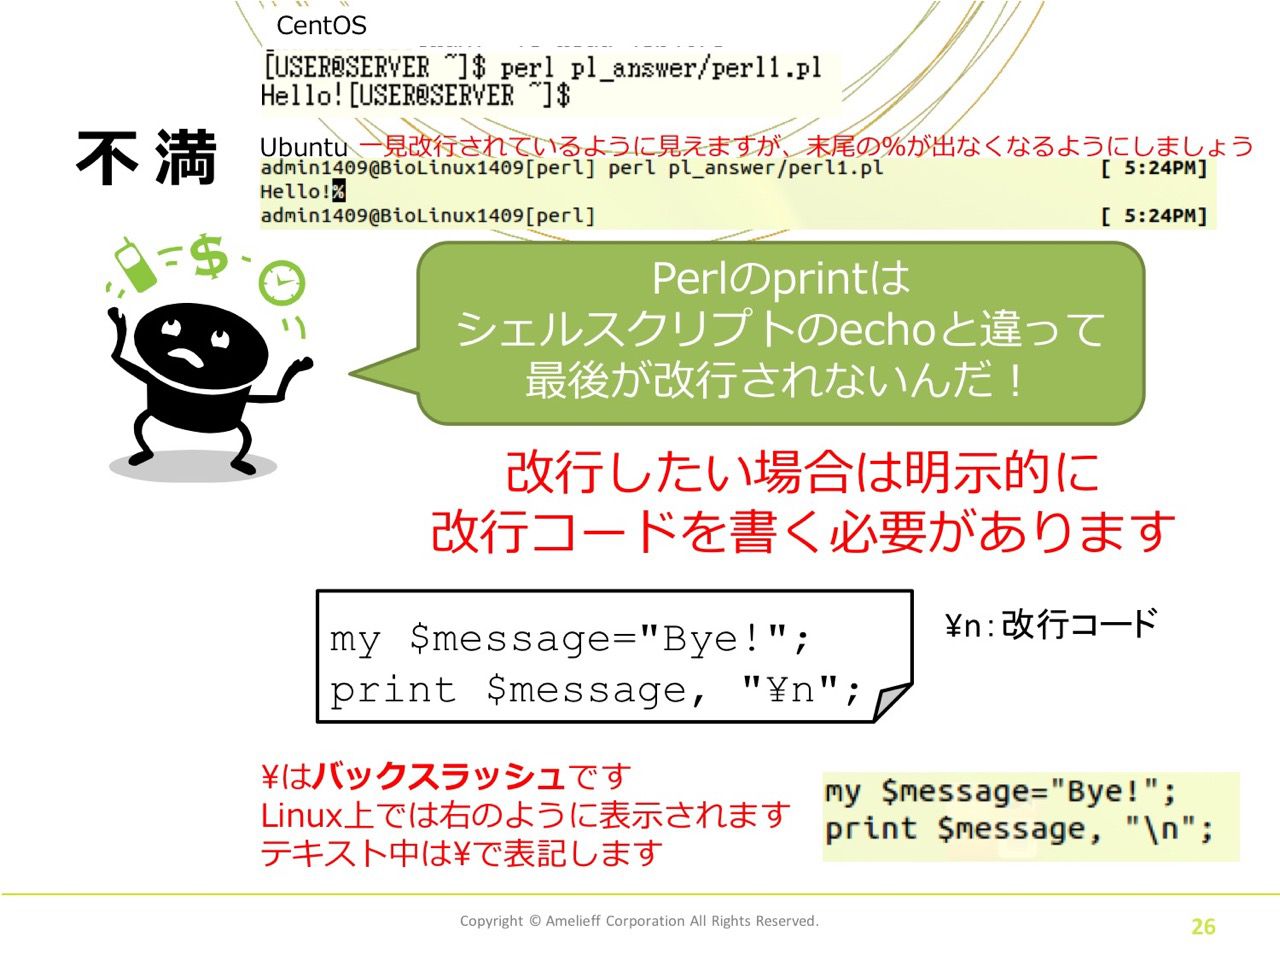 CentOS
[USER@SERVER ~]$ perl pl_answer/perl1.pl
Hello![USER@SERVER ~]$
不満
Ubuntu 一見改行されているように見えますが、末尾の%が出なくなるようにしましょう
admin1409@BioLinux1409[perl] perl pl_answer/perl1.pl [ 5:24PM]
Hello!%
admin1409@BioLinux1409[perl] [ 5:24PM]
$
Perlのprintは
シェルスクリプトのechoと違って
最後が改行されないんだ！
改行したい場合は明示的に
改行コードを書く必要があります
my $message="Bye!";
print $message, "¥n";
¥n：改行コード
¥はバックスラッシュです
Linux上では右のように表示されます
テキスト中は¥で表記します
my $message="Bye!";
print $message, "\n";
Copyright © Amelieff Corporation All Rights Reserved.
26